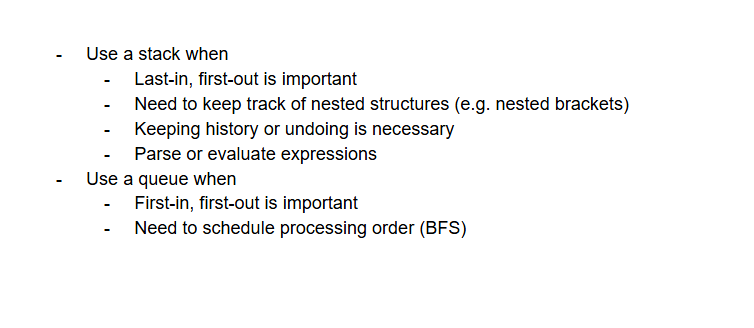 - Use a stack when
- Last-in, first-out is important
- Need to keep track of nested structures (e.g. nested brackets)
- Keeping history or undoing is necessary
- Parse or evaluate expressions
- Use a queue when
- First-in, first-out is important
- Need to schedule processing order (BFS)